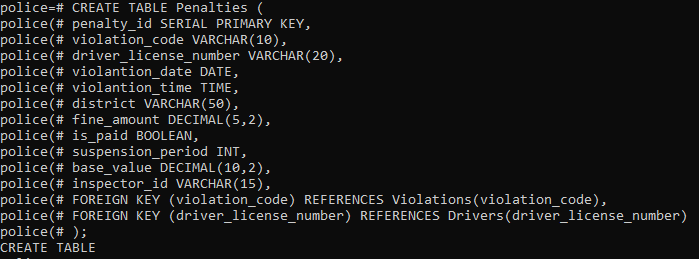 police=# CREATE TABLE Penalties (
police(# penalty_id SERIAL PRIMARY KEY,
police(# violation_code VARCHAR(10),
police(# driver_license_number VARCHAR(20),
police(# violantion_date DATE,
police(# violantion_time TIME,
police(# district VARCHAR(50),
police(# fine_amount DECIMAL(5,2),
police(# is_paid BOOLEAN,
police(# suspension_period INT,
police(# base_value DECIMAL(10,2),
police(# inspector_id VARCHAR(15),
police(# FOREIGN KEY (violation_code) REFERENCES Violations(violation_code),
police(# FOREIGN KEY (driver_license_number) REFERENCES Drivers(driver_license_number)
police(# );
CREATE TABLE